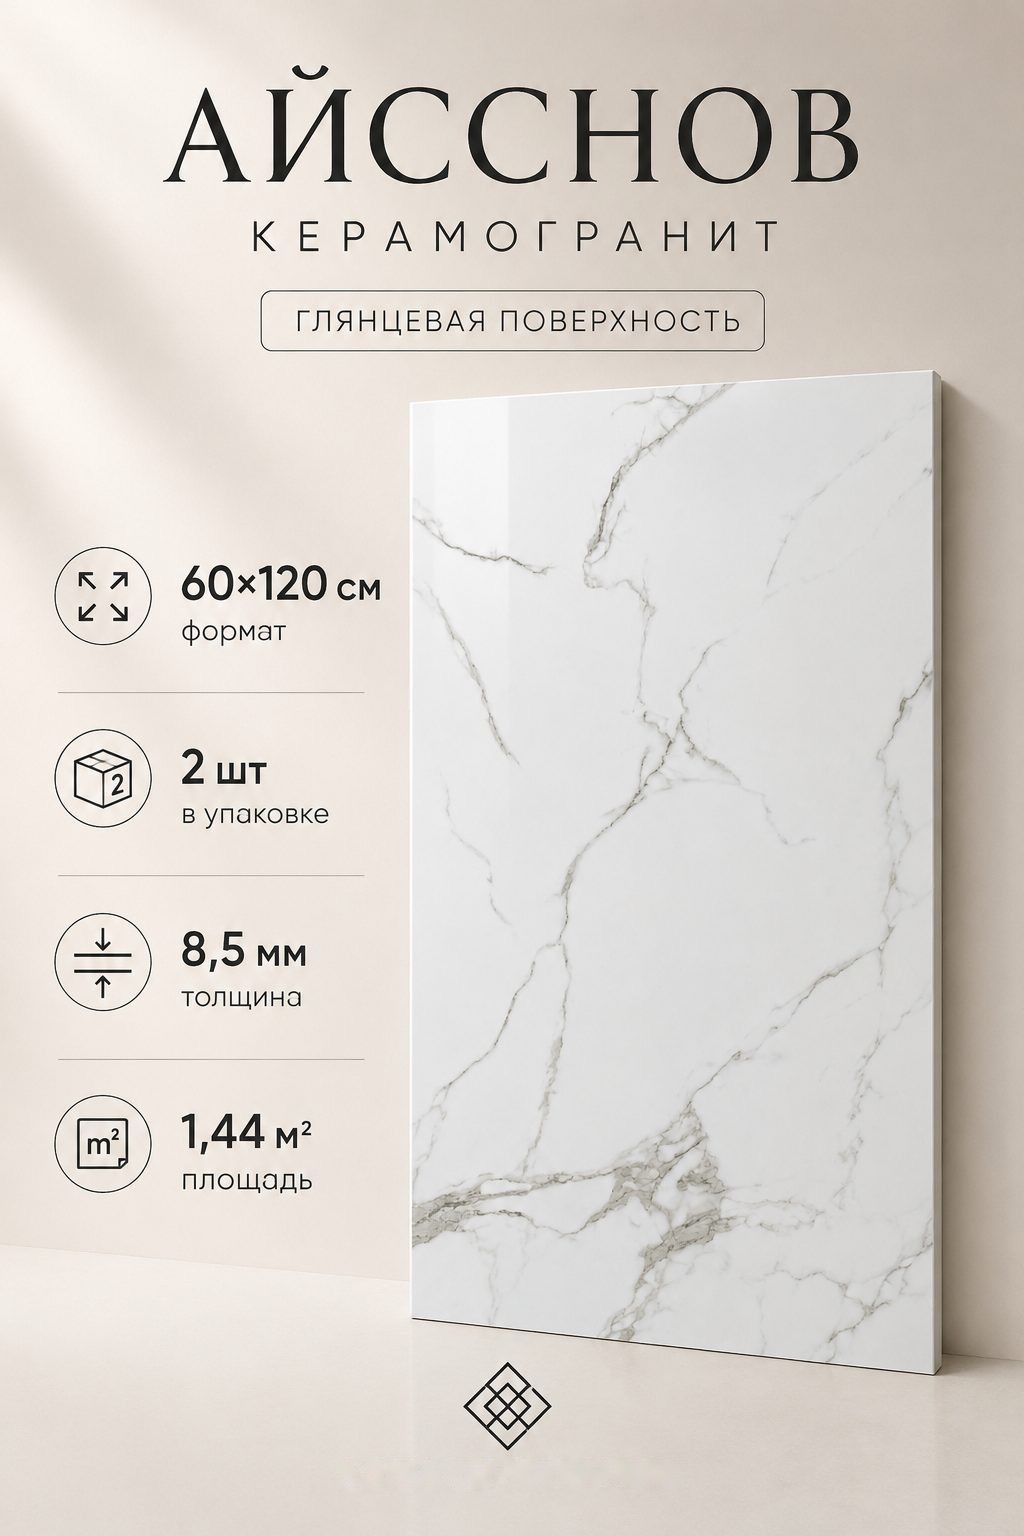 АЙССНОВ
КЕРАМОГРАНИТ
ГЛЯНЦЕВАЯ ПОВЕРХНОСТЬ
60×120 см
формат
2
2 шт
в упаковке
8,5 мм
толщина
m²
1,44 м²
площадь